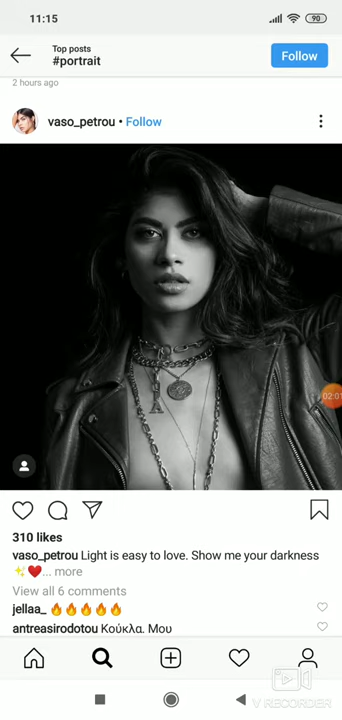 11:15
90
Top posts
#portrait
Follow
2 hours ago
vaso_petrou • Follow
02:01
310 likes
vaso_petrou Light is easy to love. Show me your darkness
✨❤️... more
View all 6 comments
jellaa_ 🔥🔥🔥🔥🔥
antreasirodotou Κούκλα. Μου
V RECORDER